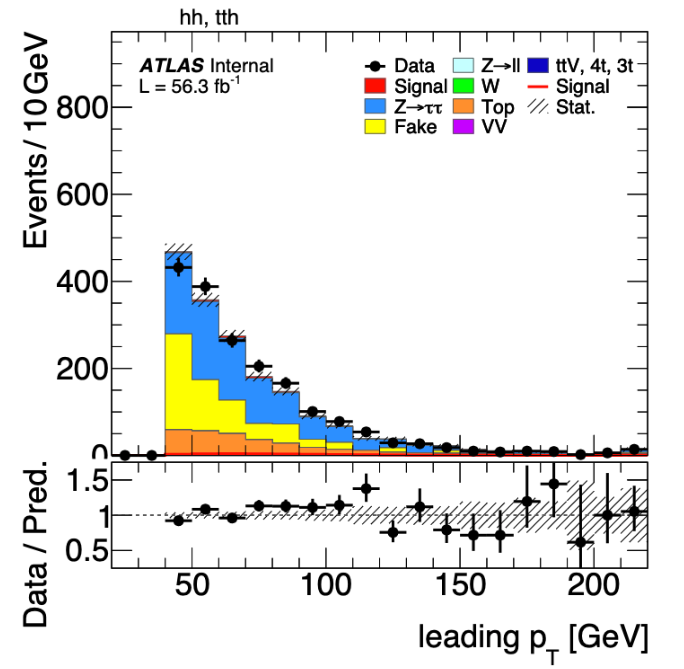 hh, tth
ATLAS Internal
L = 56.3 fb⁻¹
Data
Signal
Z→ττ
Fake
Z→ll
W
Top
VV
ttV, 4t, 3t
Signal
Stat.
Events/ 10GeV
800
600
400
200
0
Data / Pred.
1.5
1
0.5
50 100 150 200
leading p_T [GeV]